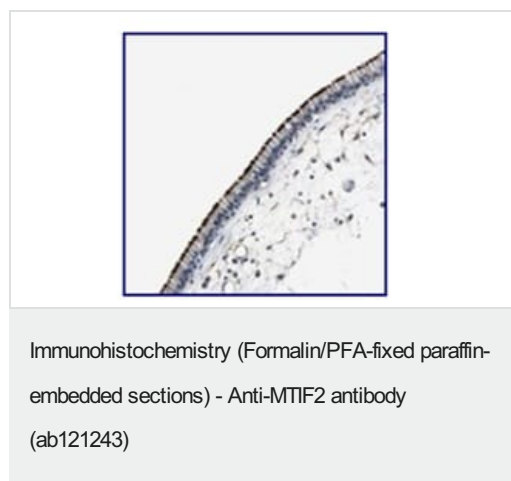 Immunohistochemistry (Formalin/PFA-fixed paraffin-
embedded sections) - Anti-MTIF2 antibody
(ab121243)